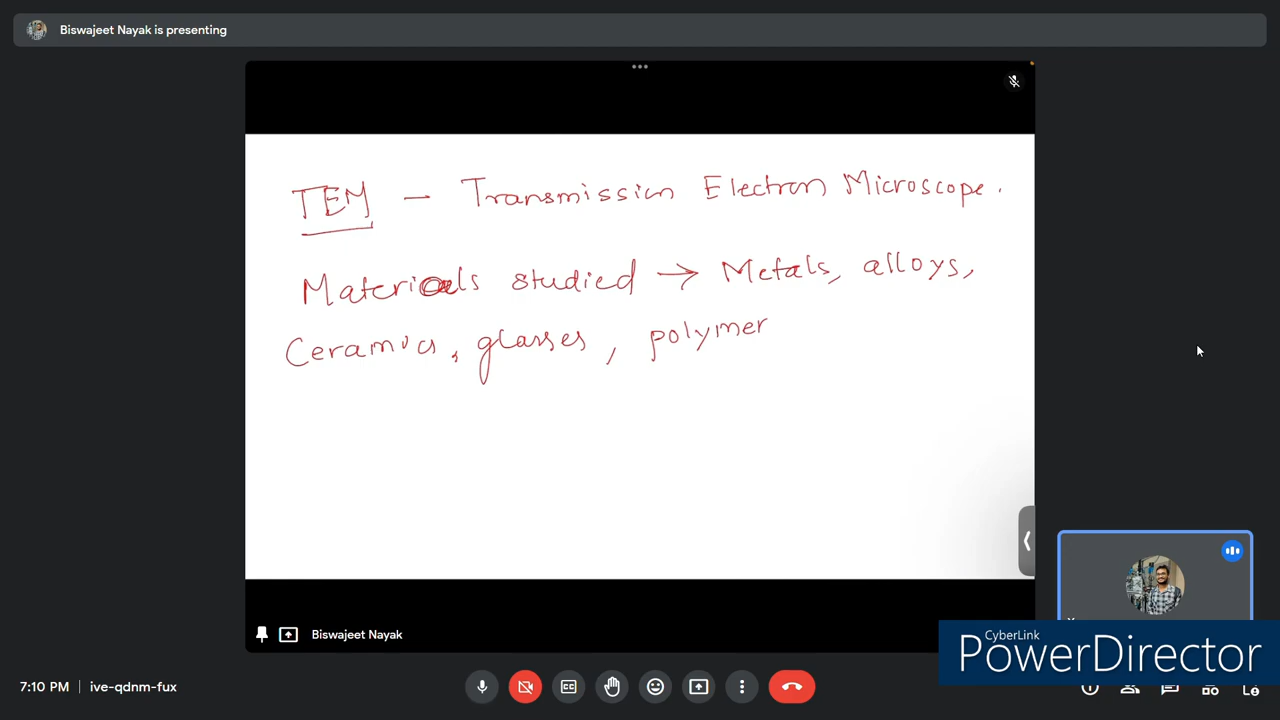 Biswajeet Nayak is presenting
TEM - Transmission Electron Microscope.
Materials studied → Metals, alloys,
Ceramics, glasses, polymer
Biswajeet Nayak
CyberLink
PowerDirector
7:10 PM | ive-qdnm-fux